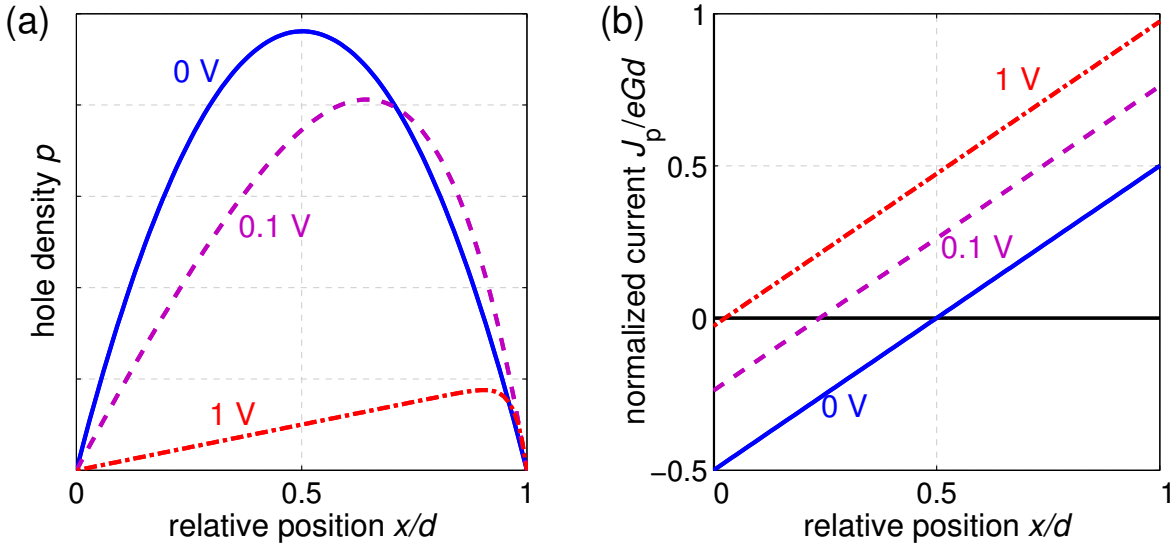 (a)
0 V
0.1 V
1 V
hole density p
0
0.5
1
relative position x/d
(b)
1
0.5
0
−0.5
1 V
0.1 V
0 V
normalized current Jp/eGd
0
0.5
1
relative position x/d